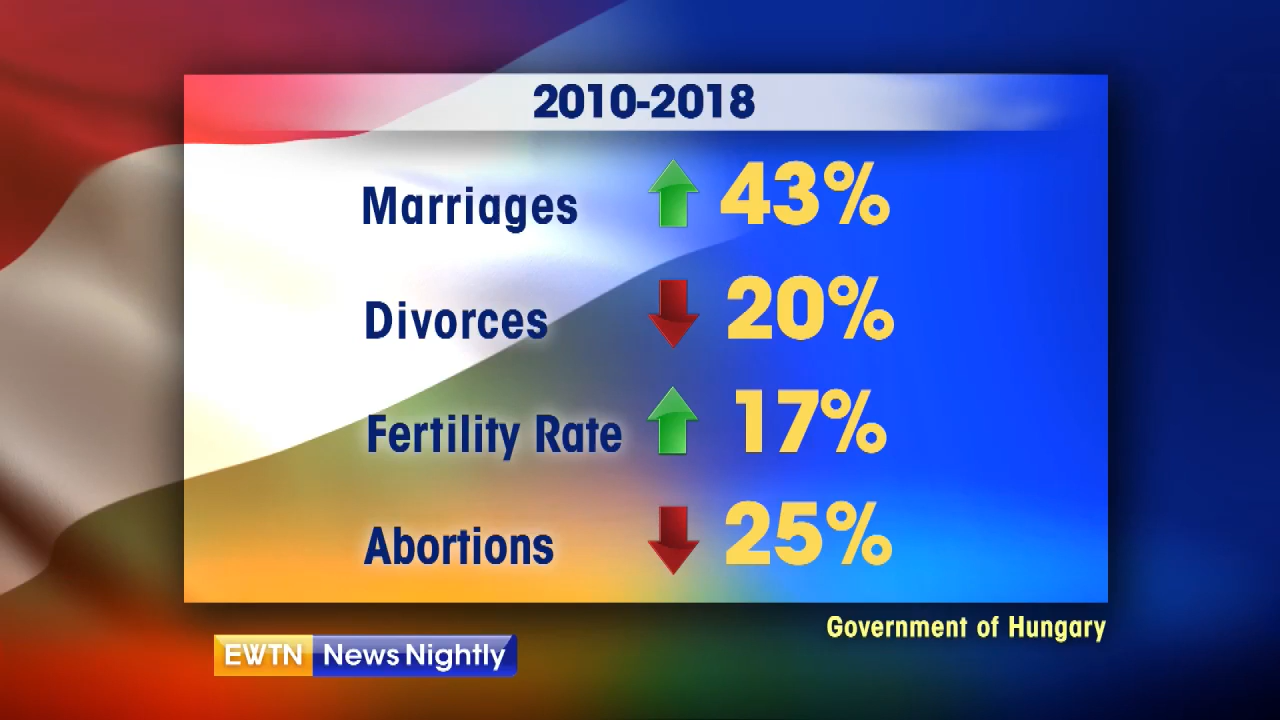 2010-2018
Marriages 43%
Divorces 20%
Fertility Rate 17%
Abortions 25%
Government of Hungary
EWTN News Nightly